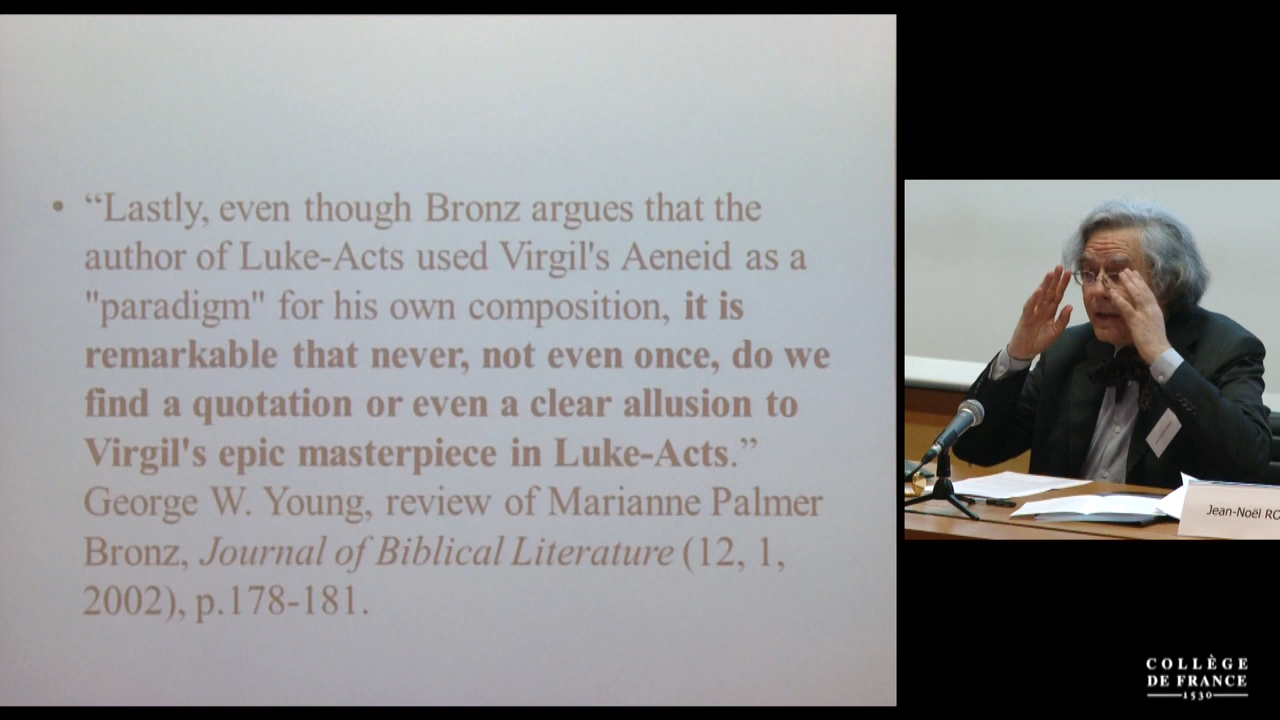 • “Lastly, even though Bronz argues that the
author of Luke-Acts used Virgil's Aeneid as a
"paradigm" for his own composition, it is
remarkable that never, not even once, do we
find a quotation or even a clear allusion to
Virgil's epic masterpiece in Luke-Acts.”
George W. Young, review of Marianne Palmer
Bronz, Journal of Biblical Literature (12, 1,
2002), p.178-181.
Jean-Noël RO
COLLÈGE
DE FRANCE
1530